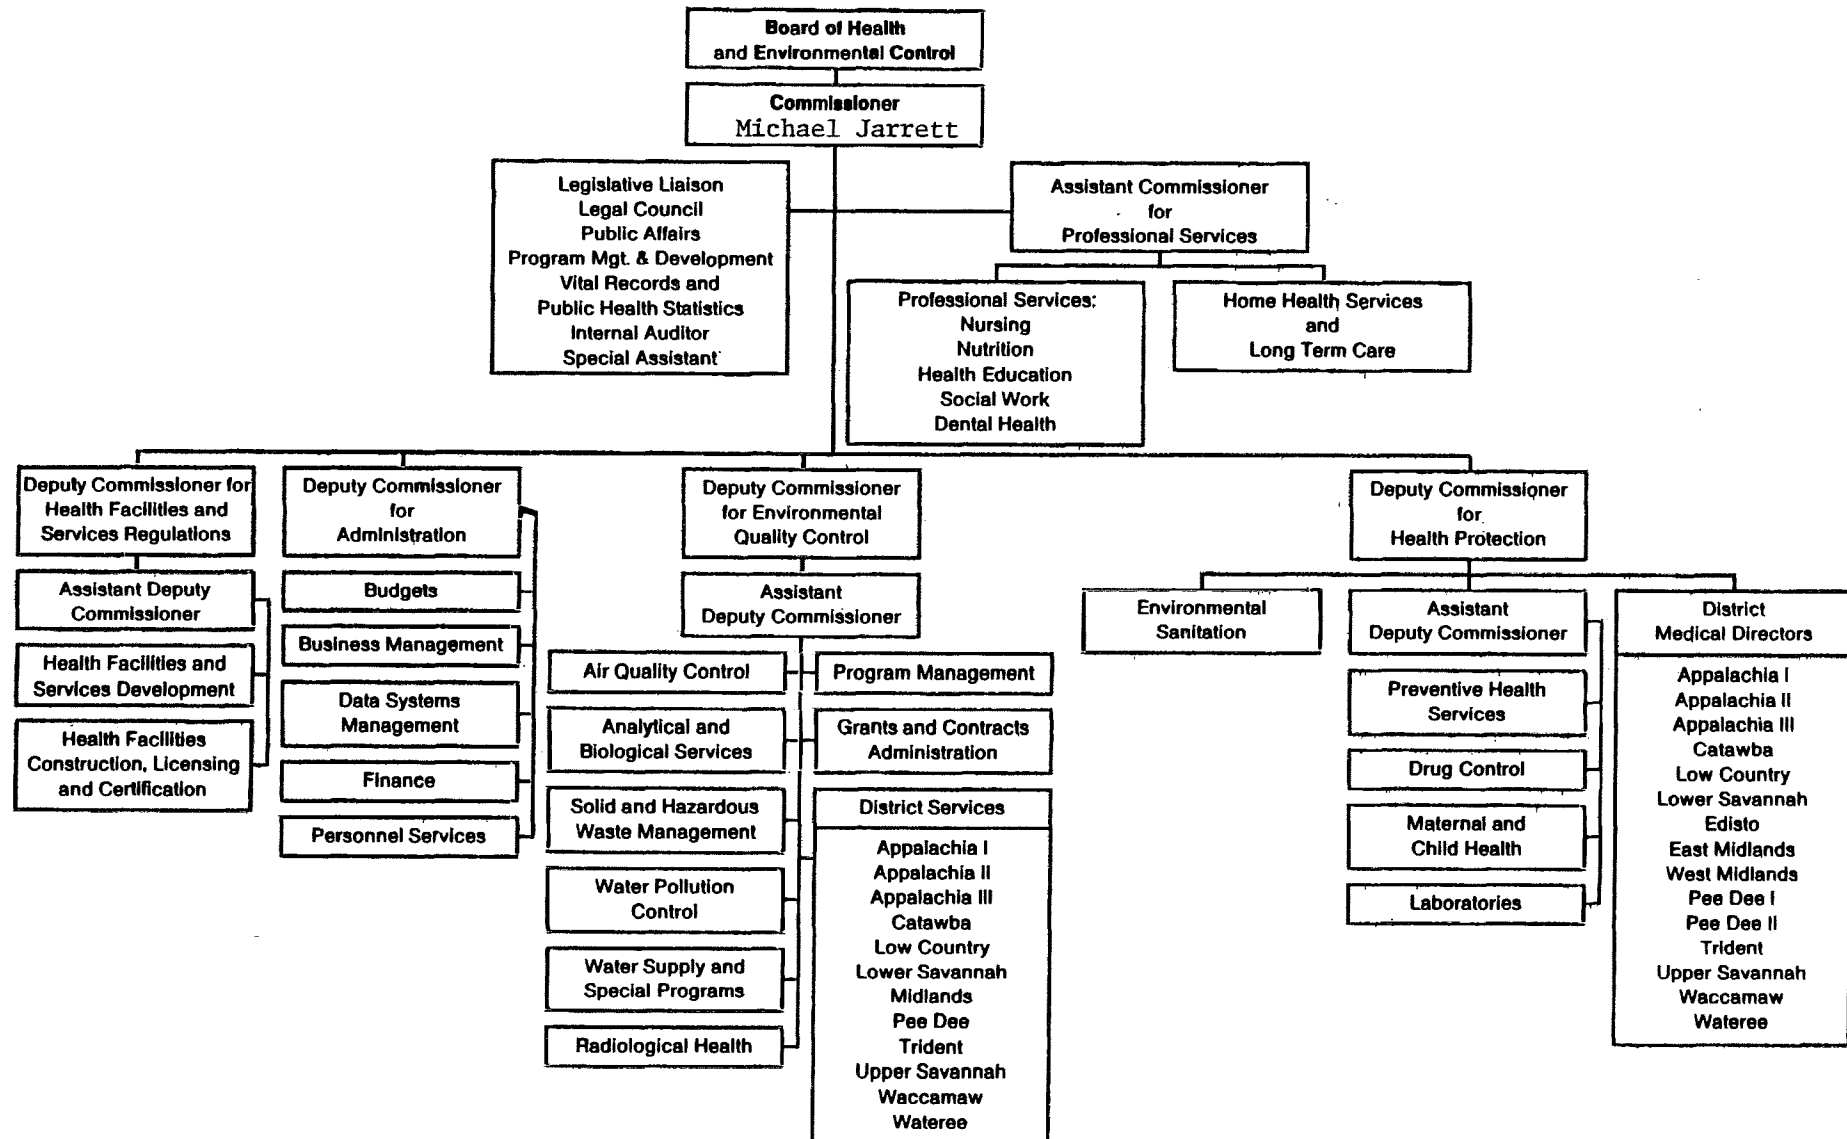 Board of Health
and Environmental Control
Commissioner
Michael Jarrett
Legislative Liaison
Legal Council
Public Affairs
Program Mgt. & Development
Vital Records and
Public Health Statistics
Internal Auditor
Special Assistant
Assistant Commissioner
for
Professional Services
Professional Services:
Nursing
Nutrition
Health Education
Social Work
Dental Health
Home Health Services
and
Long Term Care
Deputy Commissioner for
Health Facilities and
Services Regulations
Assistant Deputy
Commissioner
Health Facilities and
Services Development
Health Facilities
Construction, Licensing
and Certification
Deputy Commissioner
for
Administration
Budgets
Business Management
Data Systems
Management
Finance
Personnel Services
Deputy Commissioner
for Environmental
Quality Control
Assistant
Deputy Commissioner
Air Quality Control
Analytical and
Biological Services
Solid and Hazardous
Waste Management
Water Pollution
Control
Water Supply and
Special Programs
Radiological Health
Program Management
Grants and Contracts
Administration
District Services
Appalachia I
Appalachia II
Appalachia III
Catawba
Low Country
Lower Savannah
Midlands
Pee Dee
Trident
Upper Savannah
Waccamaw
Wateree
Deputy Commissioner
for
Health Protection
Environmental
Sanitation
Assistant
Deputy Commissioner
Preventive Health
Services
Drug Control
Maternal and
Child Health
Laboratories
District
Medical Directors
Appalachia I
Appalachia II
Appalachia III
Catawba
Low Country
Lower Savannah
Edisto
East Midlands
West Midlands
Pee Dee I
Pee Dee II
Trident
Upper Savannah
Waccamaw
Wateree